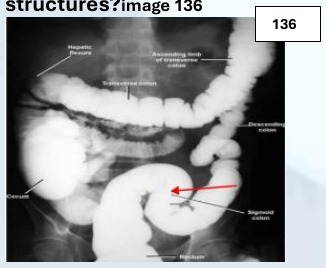 structures?image 136
136
Hepatic
flexure
Ascending limb
of transverse
colon
Transverse colon
Descending
colon
Cecum
Sigmoid
colon
Rectum